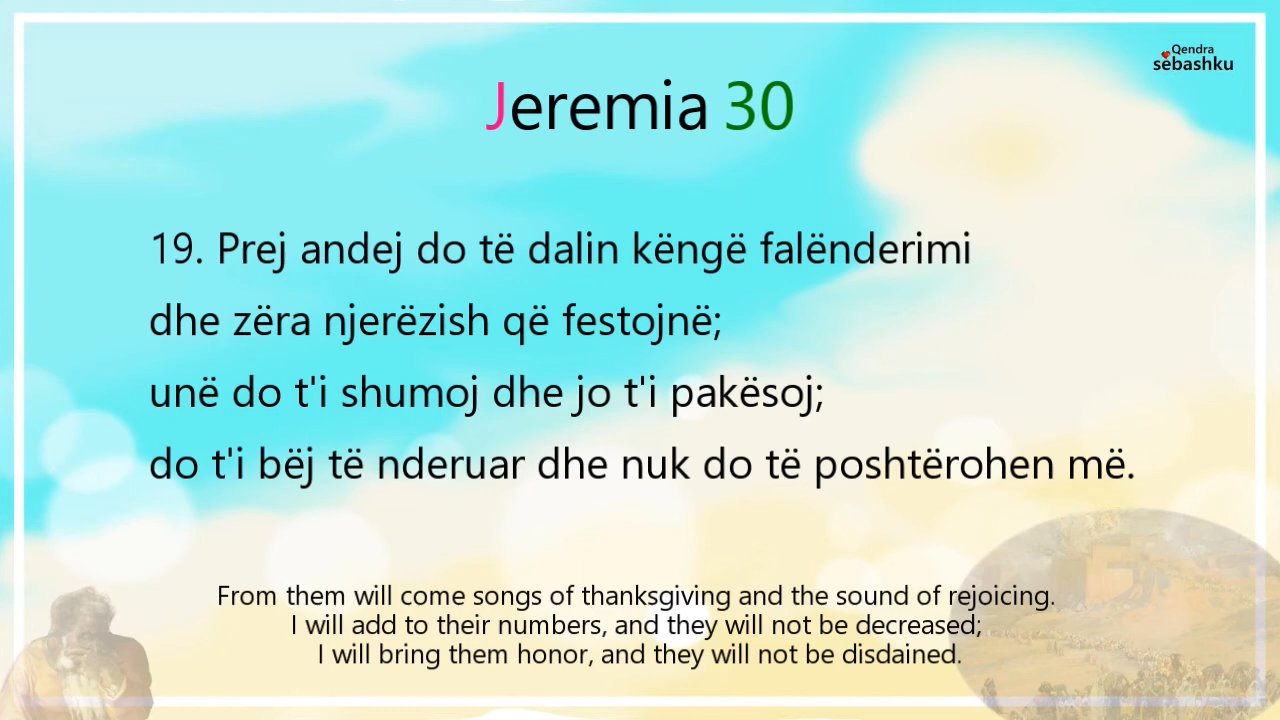 Qendra
sëbashku
Jeremia 30
19. Prej andej do të dalin këngë falënderimi
dhe zëra njerëzish që festojnë;
unë do t'i shumoj dhe jo t'i pakësoj;
do t'i bëj të nderuar dhe nuk do të poshtërohen më.
From them will come songs of thanksgiving and the sound of rejoicing.
I will add to their numbers, and they will not be decreased;
I will bring them honor, and they will not be disdained.